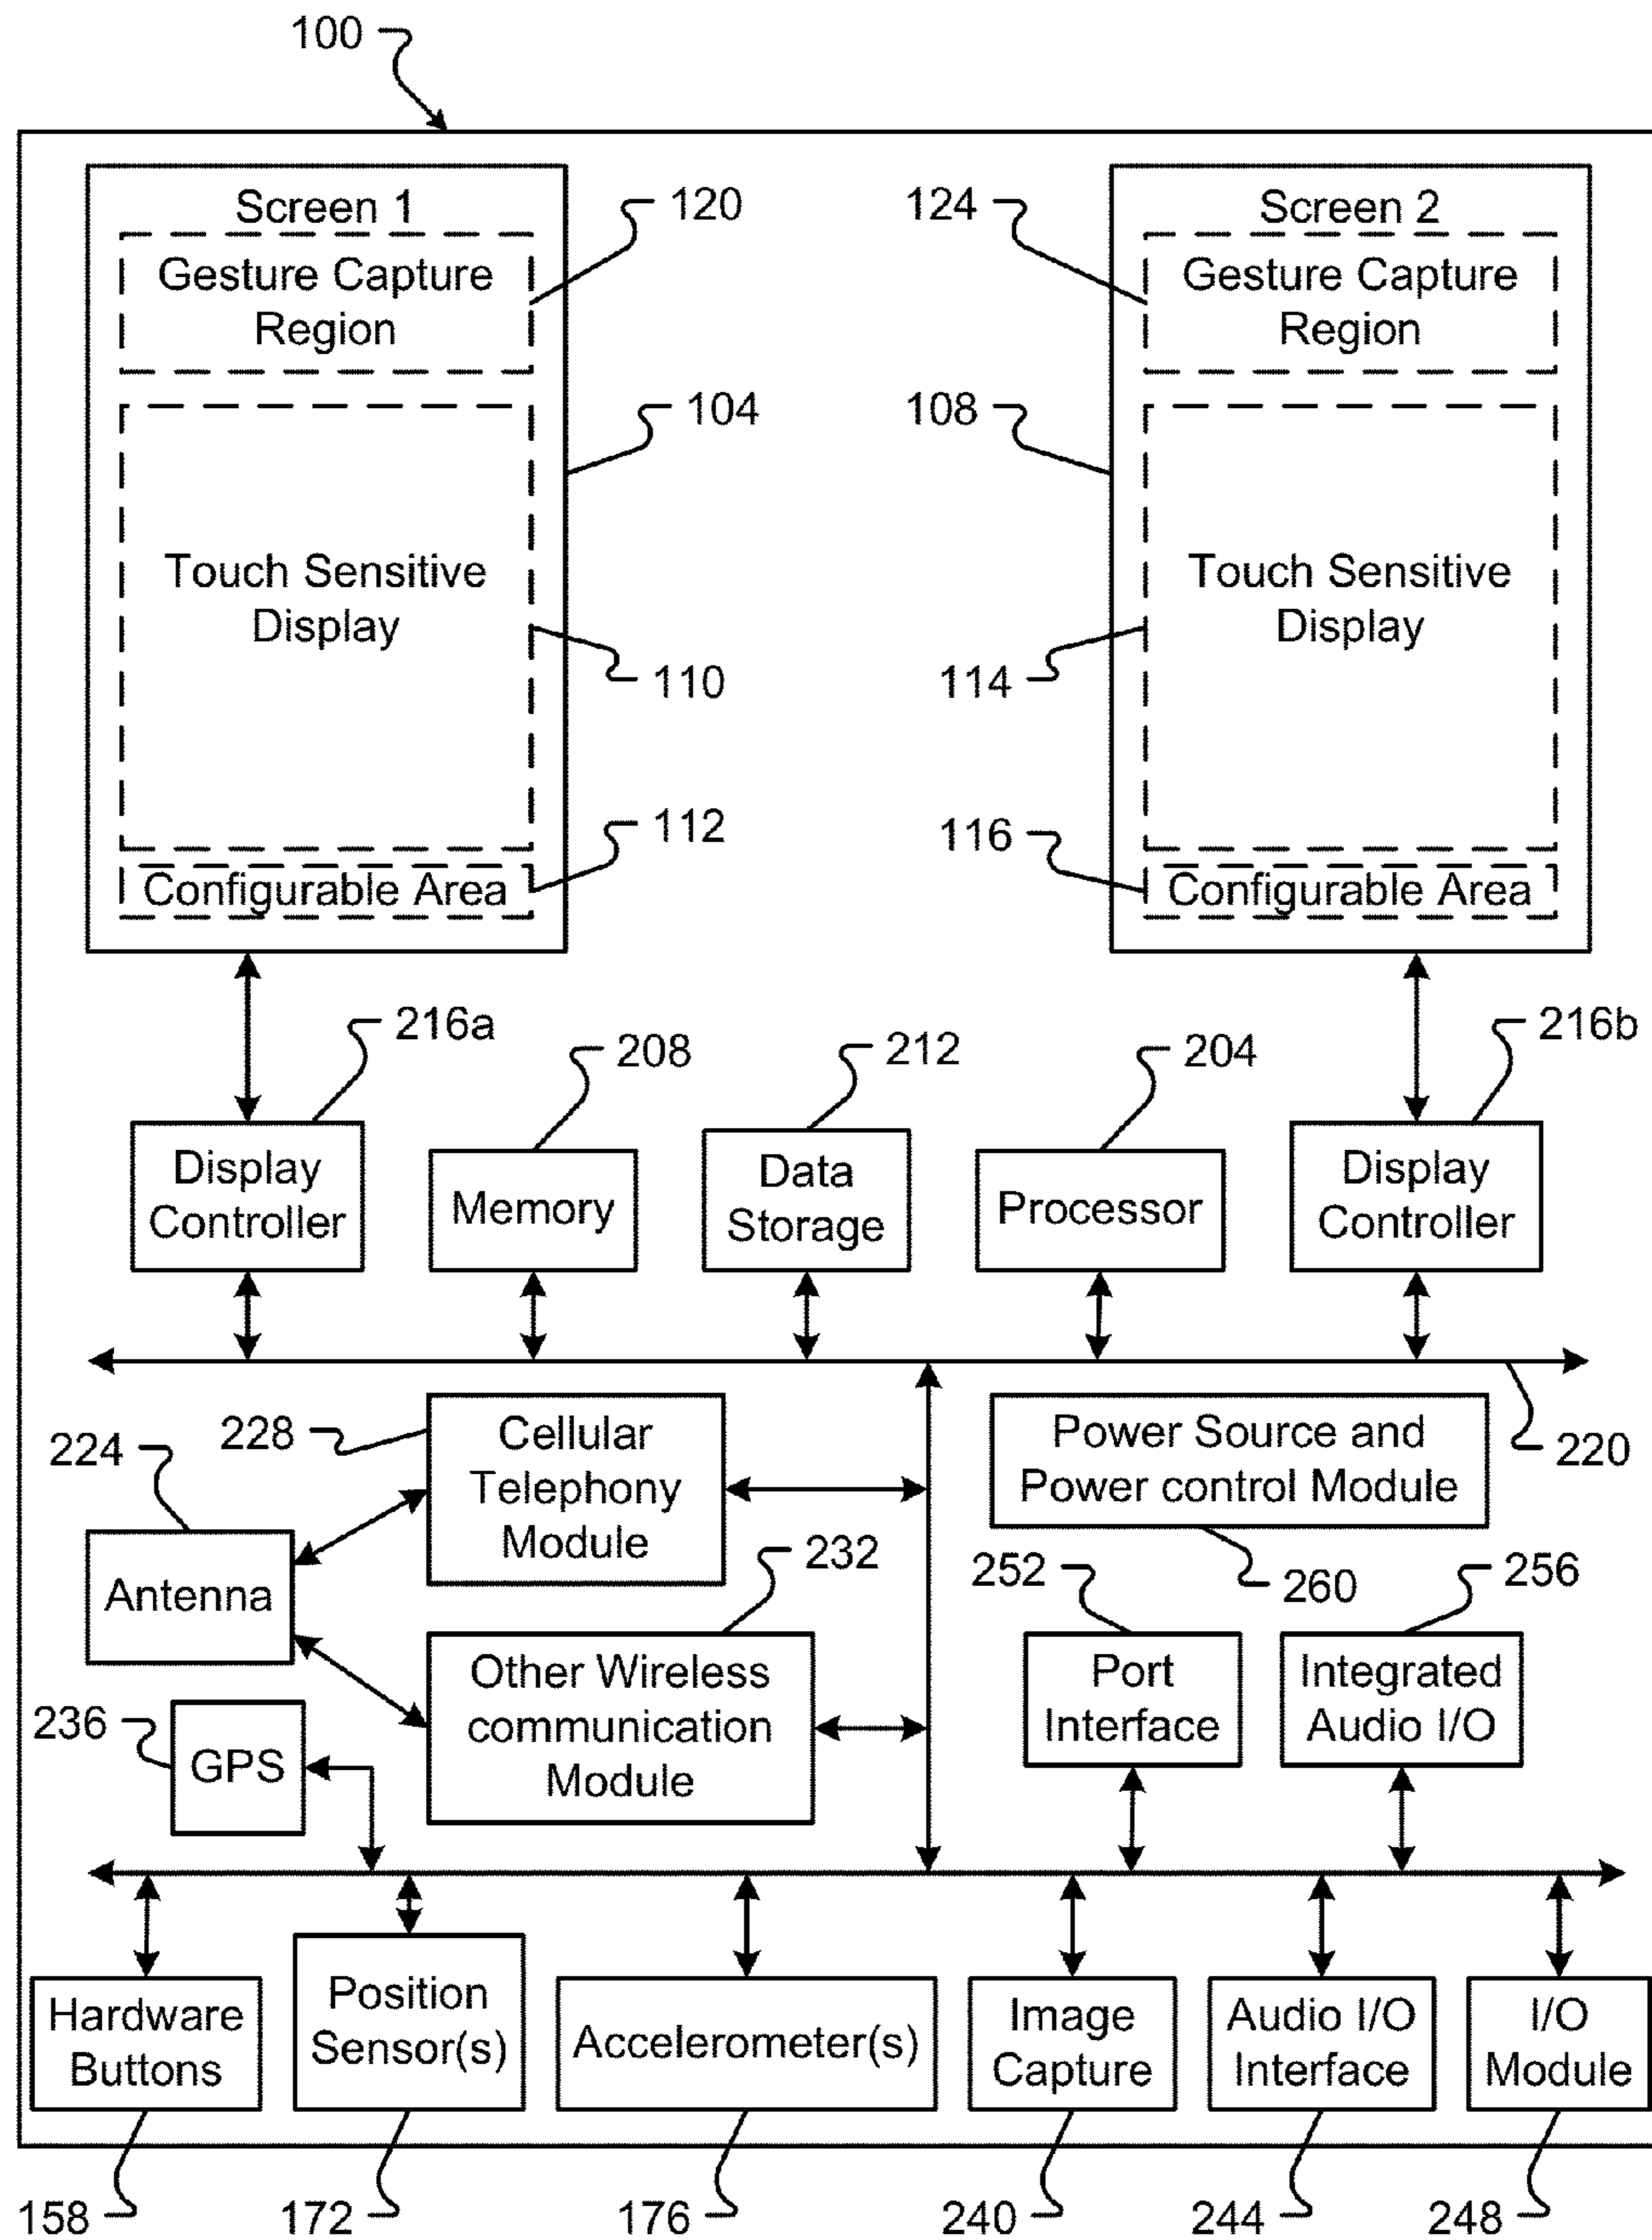 100
Screen 1
Gesture Capture
Region
120
124
Screen 2
Gesture Capture
Region
104
108
Touch Sensitive
Display
110
114
Touch Sensitive
Display
112
116
Configurable Area
Configurable Area
216a
208
212
204
216b
Display
Controller
Memory
Data
Storage
Processor
Display
Controller
228
224
Cellular
Telephony
Module
Power Source and
Power control Module
220
232
252
260
256
Antenna
Other Wireless
communication
Module
Port
Interface
Integrated
Audio I/O
236
GPS
Hardware
Buttons
Position
Sensor(s)
Accelerometer(s)
Image
Capture
Audio I/O
Interface
I/O
Module
158
172
176
240
244
248